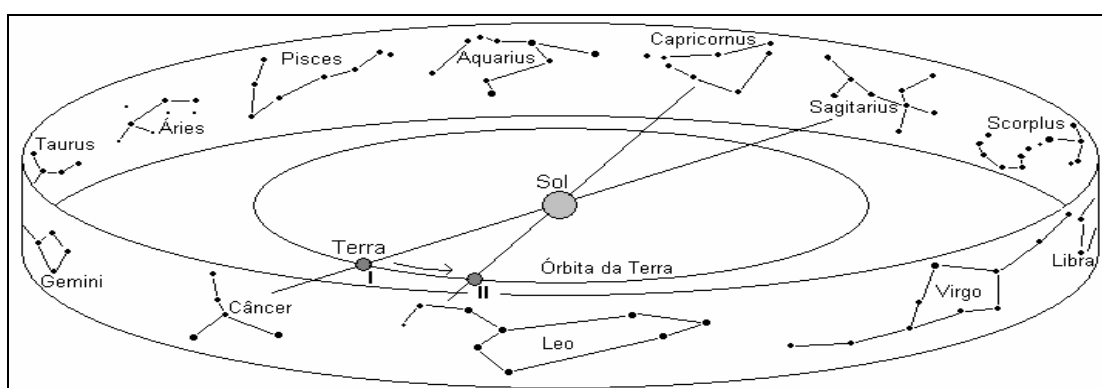 Capricornus
Pisces
Aquarius
Sagitarius
Áries
Scorplus
Taurus
Sol
Terra
I
Órbita da Terra
Libra
Gemini
II
Câncer
Virgo
Leo